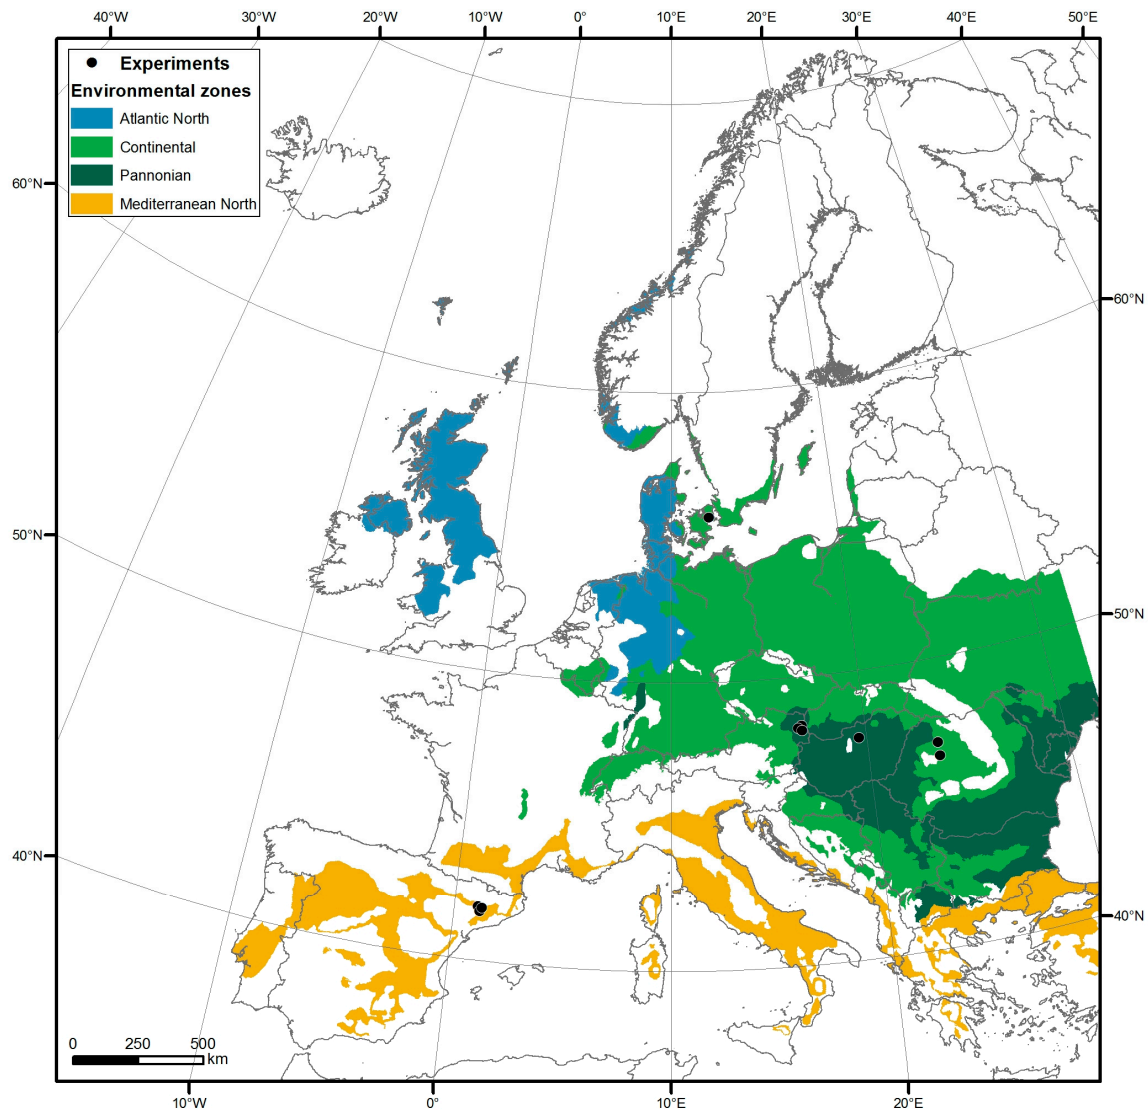 40°W 30°W 20°W 10°W 0° 10°E 20°E 30°E 40°E 50°E
Experiments
Environmental zones
Atlantic North
Continental
Pannonian
Mediterranean North
60°N
60°N
50°N
50°N
40°N
40°N
0 250 500
km
10°W 0° 10°E 20°E